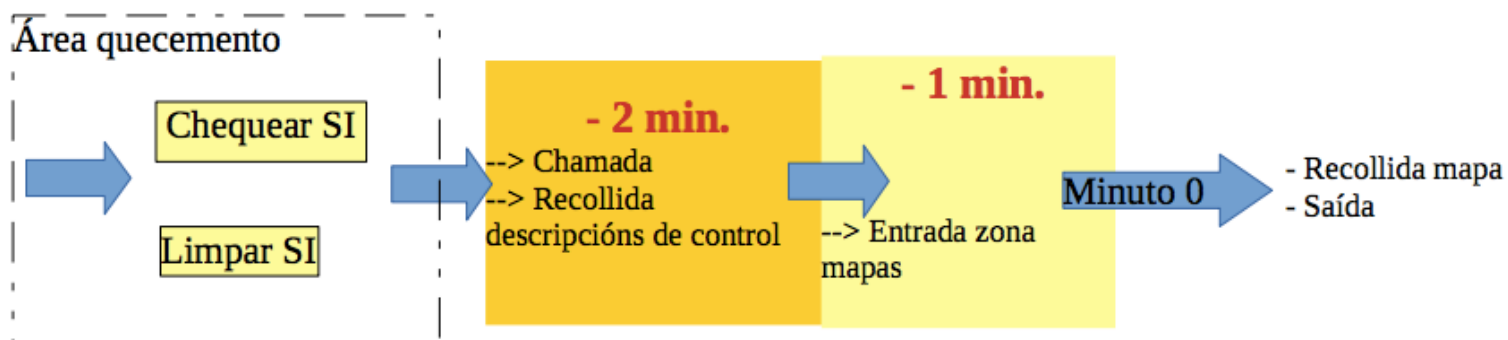 Área quecemento
Chequear SI
Limpar SI
- 2 min.
--> Chamada
--> Recollida
descripcións de control
- 1 min.
--> Entrada zona
mapas
Minuto 0
- Recollida mapa
- Saída